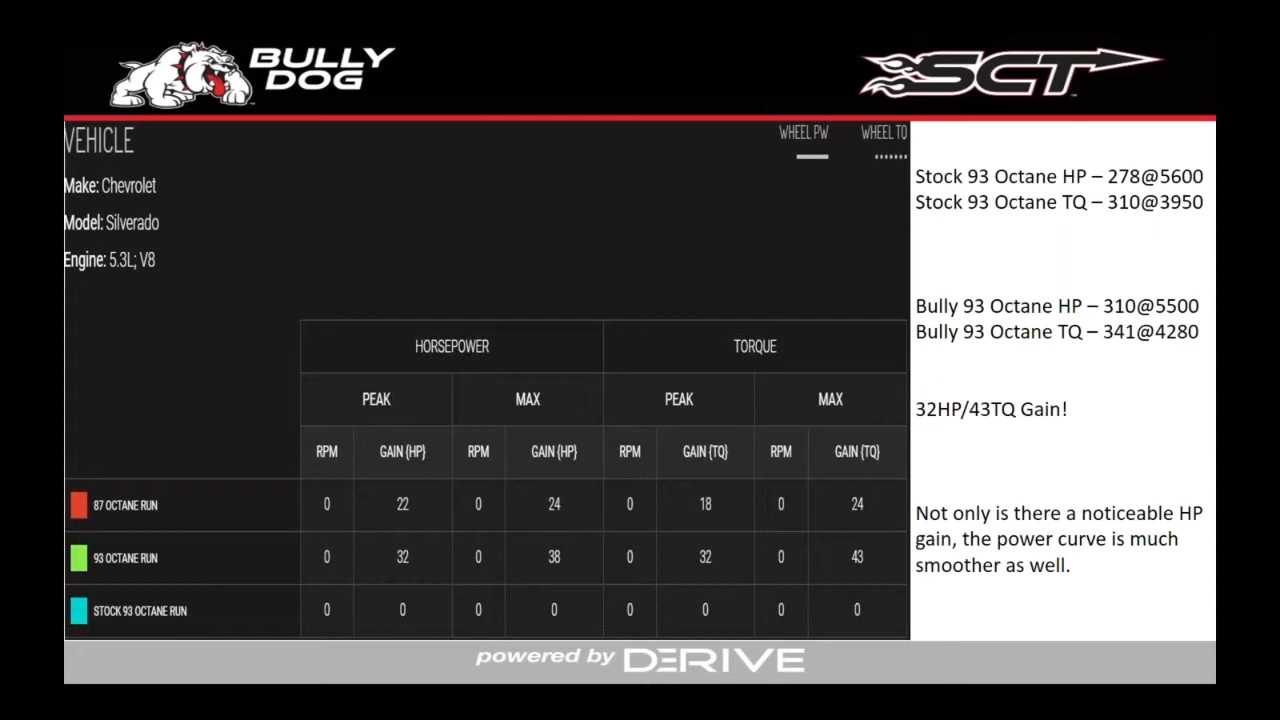 BULLY
DOG
SCT
VEHICLE
WHEEL PW
WHEEL TQ
Make: Chevrolet
Model: Silverado
Engine: 5.3L; V8
HORSEPOWER TORQUE
PEAK MAX PEAK MAX
RPM GAIN (HP) RPM GAIN (HP) RPM GAIN (TQ) RPM GAIN (TQ)
87 OCTANE RUN 0 22 0 24 0 18 0 24
93 OCTANE RUN 0 32 0 38 0 32 0 43
STOCK 93 OCTANE RUN 0 0 0 0 0 0 0 0
Stock 93 Octane HP – 278@5600
Stock 93 Octane TQ – 310@3950
Bully 93 Octane HP – 310@5500
Bully 93 Octane TQ – 341@4280
32HP/43TQ Gain!
Not only is there a noticeable HP
gain, the power curve is much
smoother as well.
powered by DERIVE